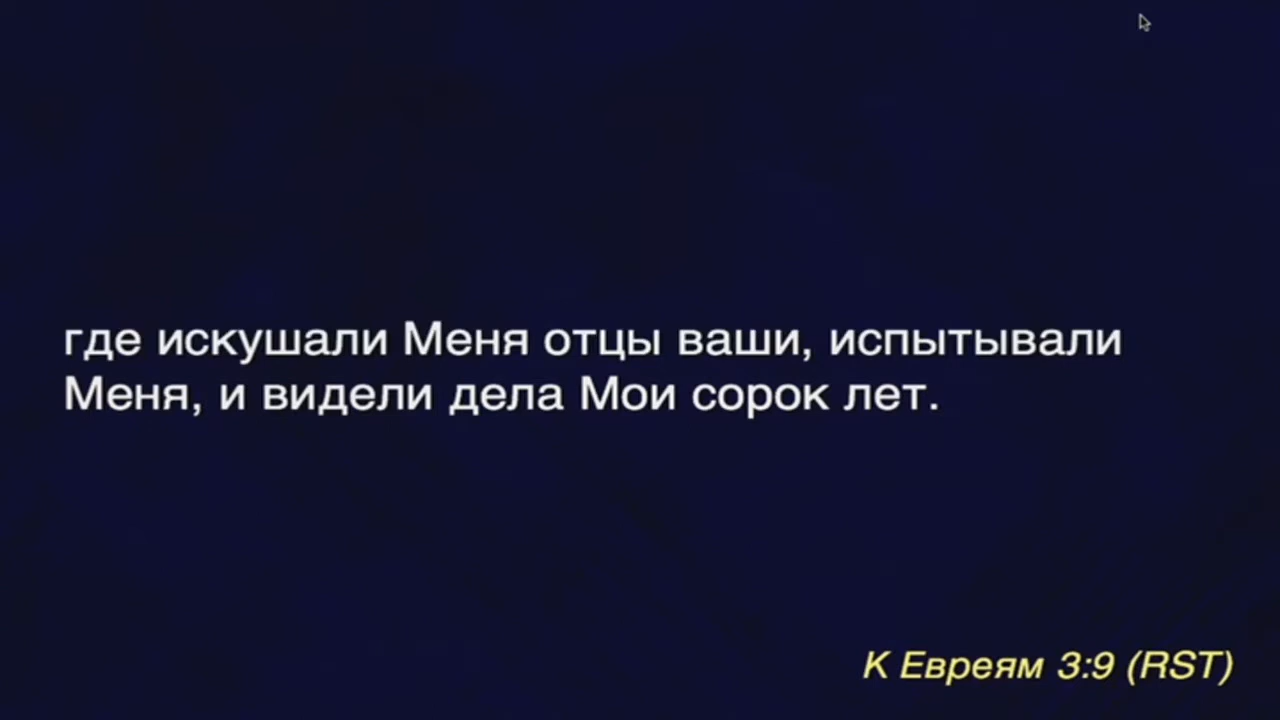 где искушали Меня отцы ваши, испытывали
Меня, и видели дела Мои сорок лет.
К Евреям 3:9 (RST)